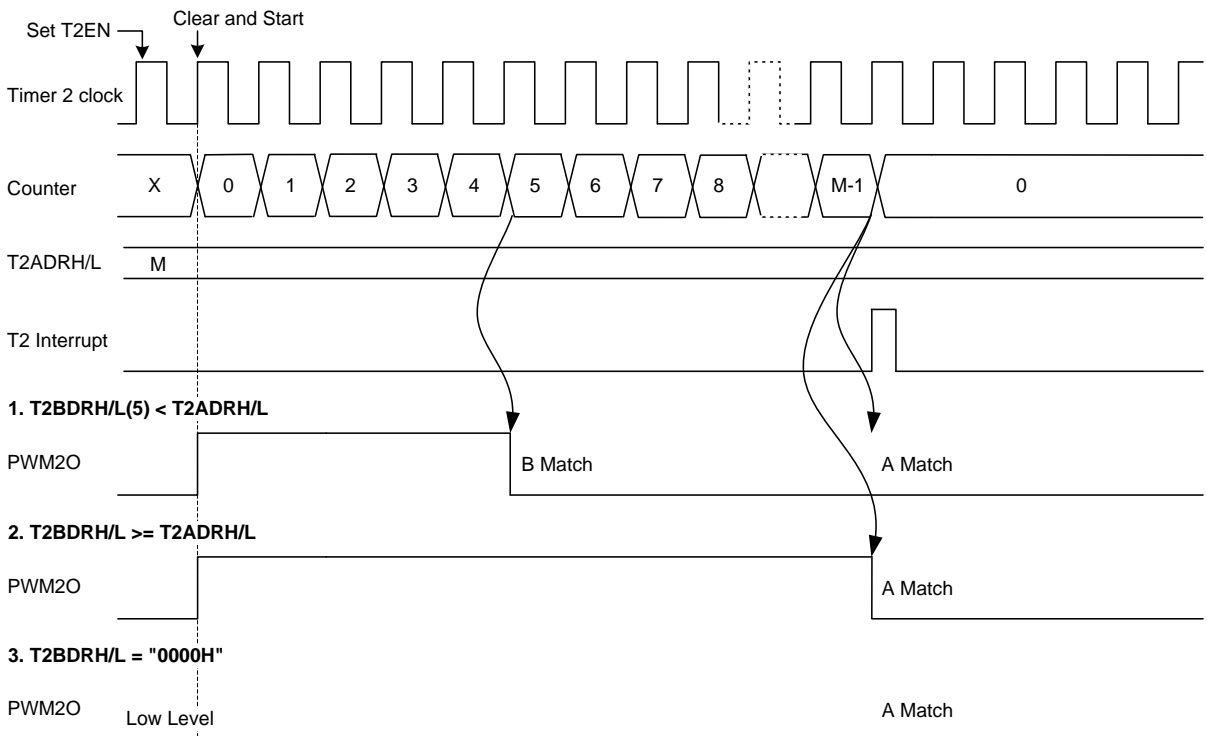 Clear and Start
Set T2EN
Timer 2 clock
Counter X 0 1 2 3 4 5 6 7 8 M-1 0
T2ADRH/L M
T2 Interrupt
1. T2BDRH/L(5) < T2ADRH/L
PWM2O B Match A Match
2. T2BDRH/L >= T2ADRH/L
PWM2O A Match
3. T2BDRH/L = "0000H"
PWM2O Low Level A Match